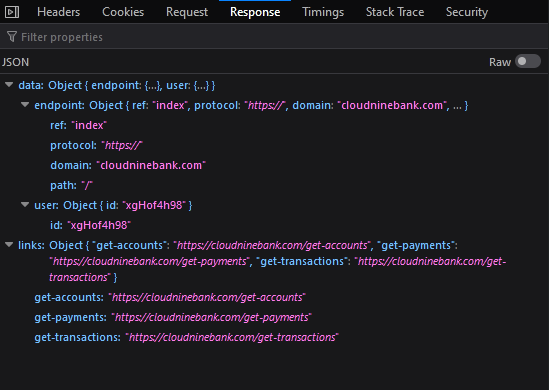 Headers Cookies Request Response Timings Stack Trace Security
Filter properties
JSON Raw
data: Object { endpoint: {…}, user: {…} }
endpoint: Object { ref: "index", protocol: "https://", domain: "cloudninebank.com", … }
ref: "index"
protocol: "https://"
domain: "cloudninebank.com"
path: "/"
user: Object { id: "xgHof4h98" }
id: "xgHof4h98"
links: Object { "get-accounts": "https://cloudninebank.com/get-accounts", "get-payments":
"https://cloudninebank.com/get-payments", "get-transactions": "https://cloudninebank.com/get-
transactions" }
get-accounts: "https://cloudninebank.com/get-accounts"
get-payments: "https://cloudninebank.com/get-payments"
get-transactions: "https://cloudninebank.com/get-transactions"